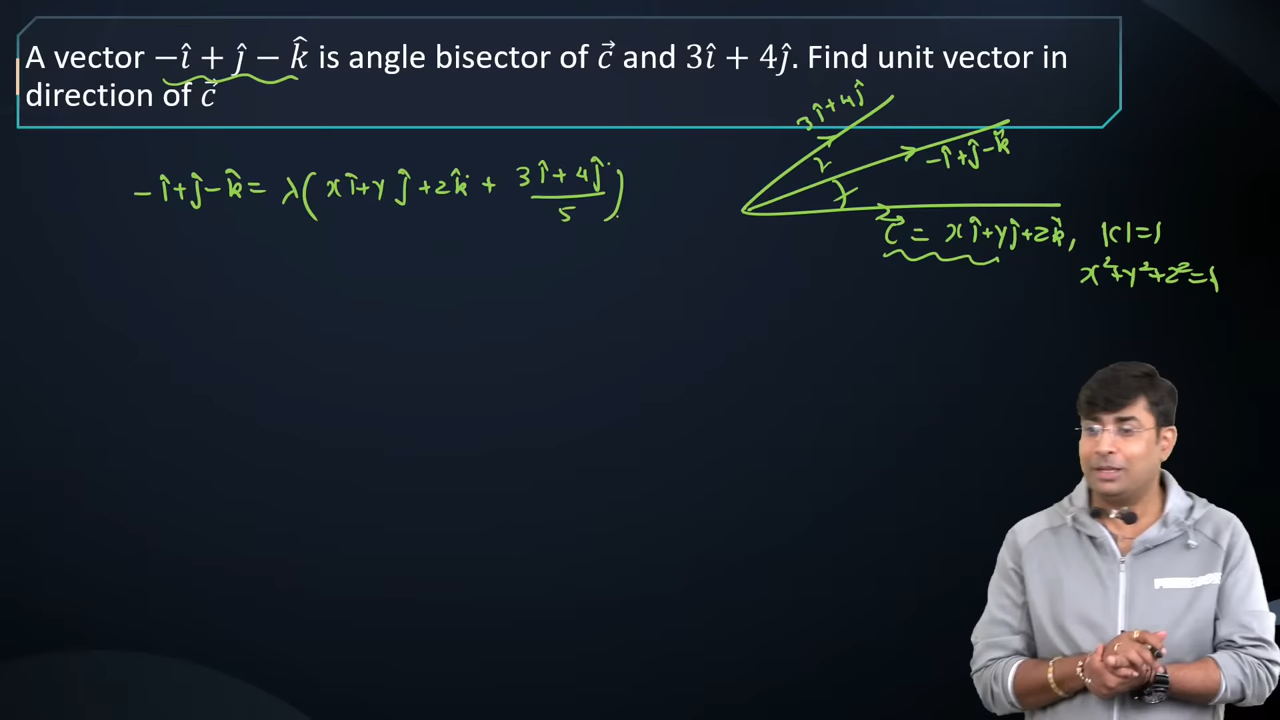 A vector −î + ĵ − k̂ is angle bisector of c⃗ and 3î + 4ĵ. Find unit vector in
direction of c⃗
3î+4ĵ
−î+ĵ−k̂
−î+ĵ−k̂ = λ(xî+yĵ+zk̂ + (3î+4ĵ)/5)
c⃗ = xî+yĵ+zk̂, |c|=1
x²+y²+z²=1